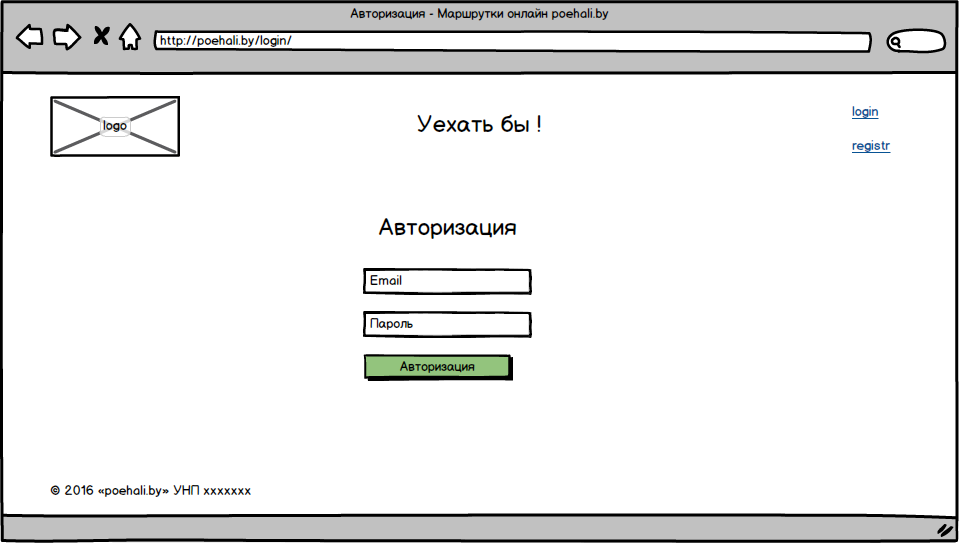 Авторизация - Маршрутки онлайн poehali.by
http://poehali.by/login/
logo
Уехать бы !
login
registr
Авторизация
Email
Пароль
Авторизация
© 2016 «poehali.by» УНП xxxxxxx